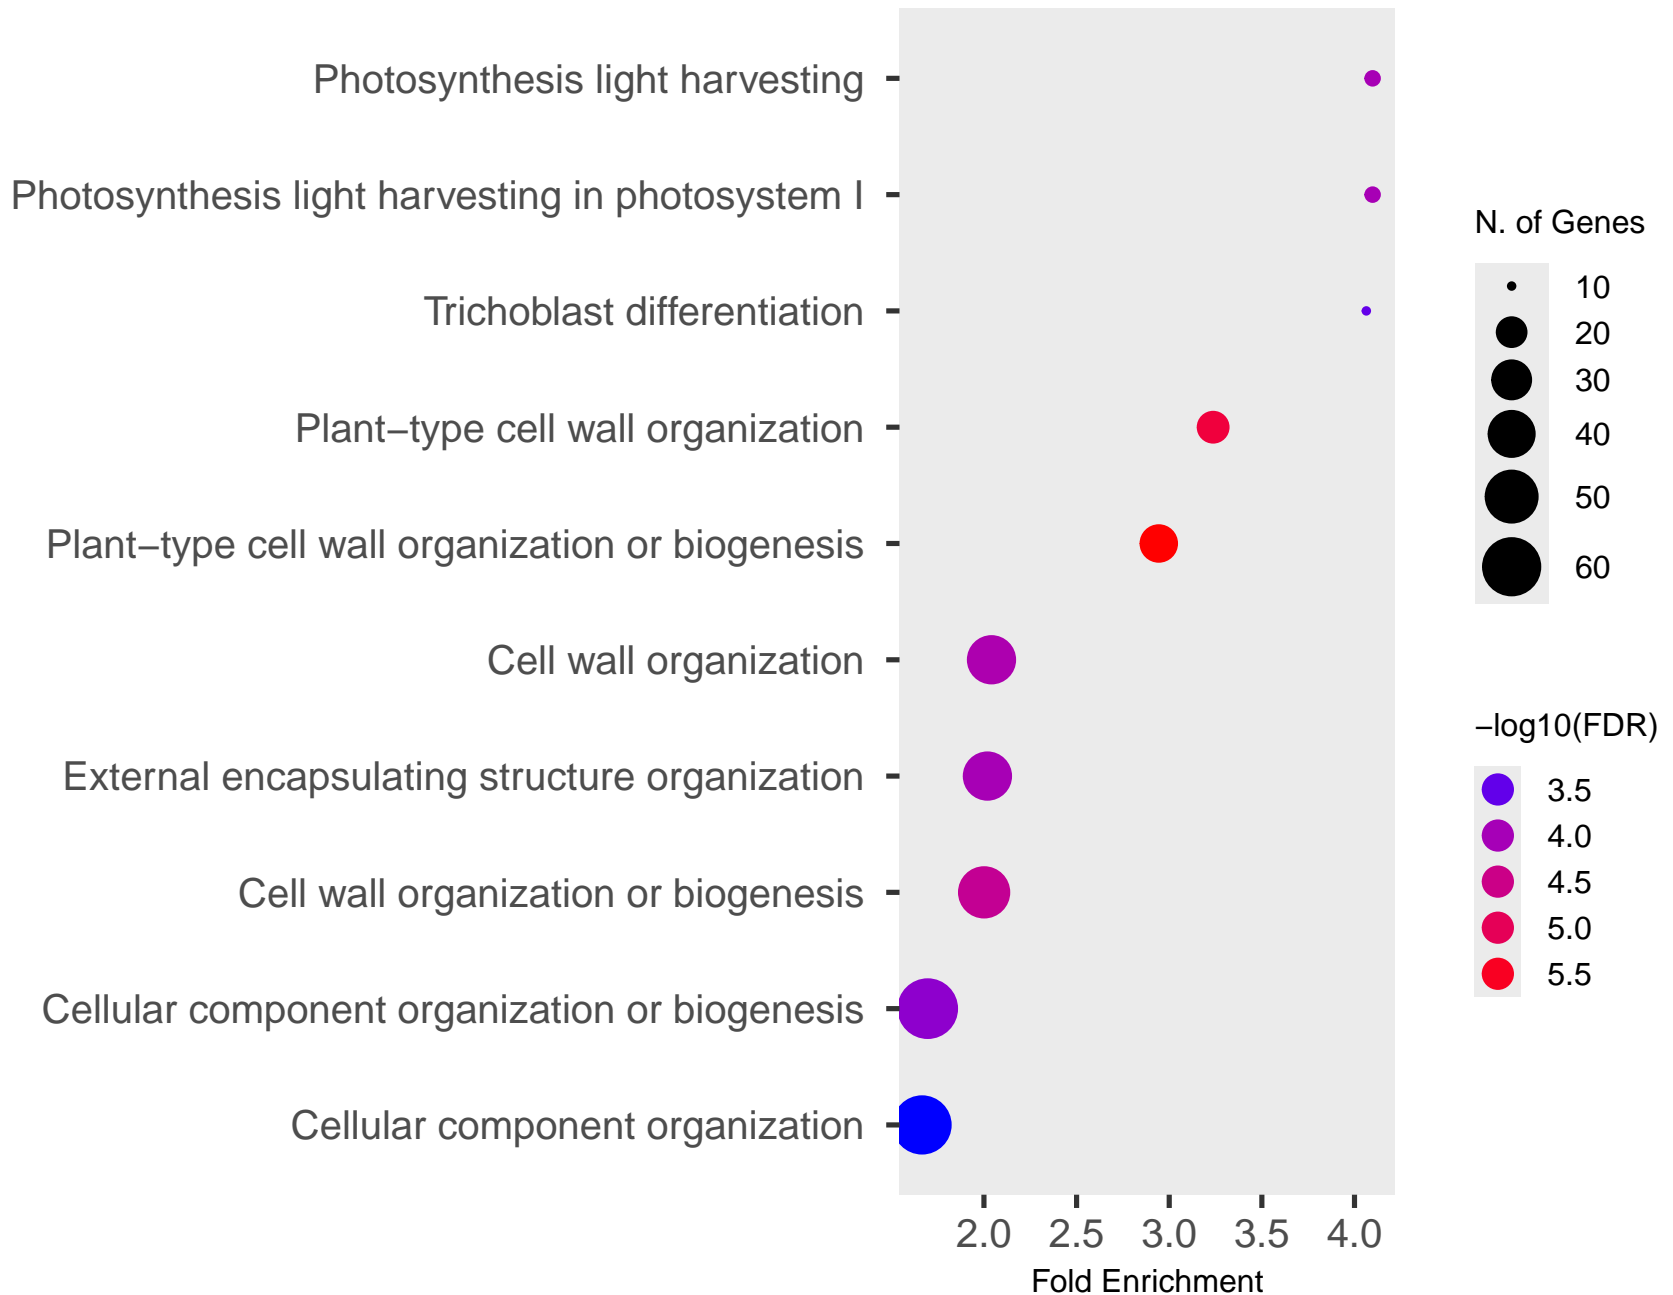 Photosynthesis light harvesting
Photosynthesis light harvesting in photosystem I
Trichoblast differentiation
Plant−type cell wall organization
Plant−type cell wall organization or biogenesis
Cell wall organization
External encapsulating structure organization
Cell wall organization or biogenesis
Cellular component organization or biogenesis
Cellular component organization
2.0 2.5 3.0 3.5 4.0
Fold Enrichment
N. of Genes
10
20
30
40
50
60
−log10(FDR)
3.5
4.0
4.5
5.0
5.5